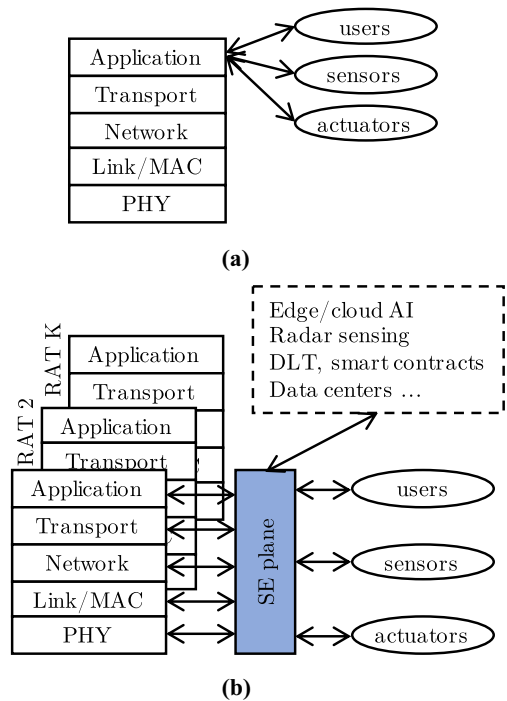 Application
Transport
Network
Link/MAC
PHY
users
sensors
actuators
(a)
Edge/cloud AI
Radar sensing
DLT, smart contracts
Data centers ...
RAT K
Application
Transport
RAT 2
Application
Transport
Application
Transport
Network
Link/MAC
PHY
SE plane
users
sensors
actuators
(b)